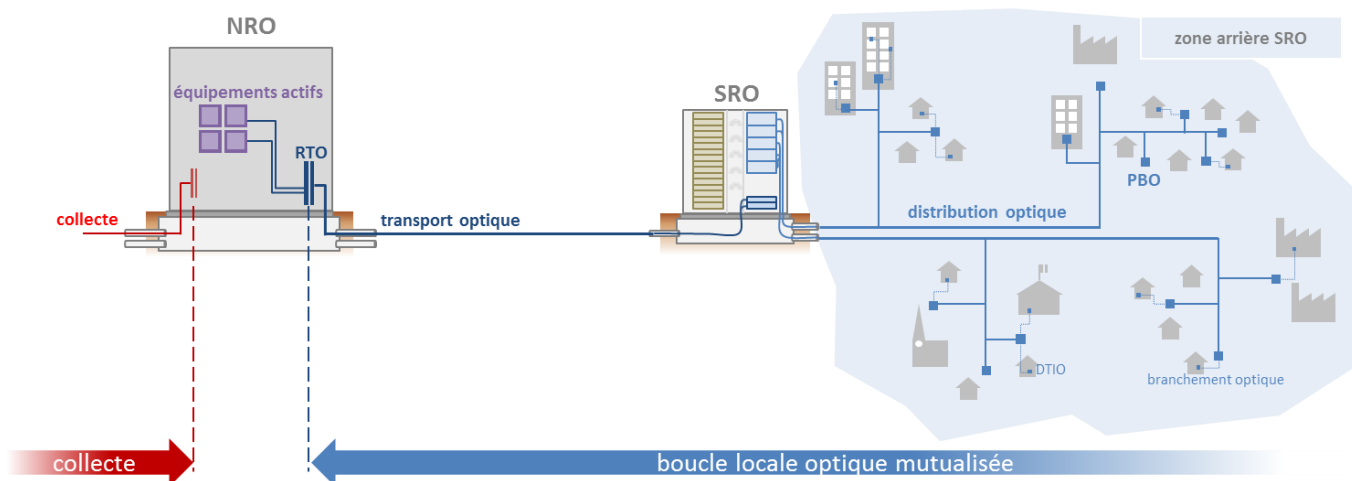 NRO
zone arrière SRO
équipements actifs
SRO
RTO
PBO
collecte
transport optique
distribution optique
DTIO
branchement optique
collecte
boucle locale optique mutualisée